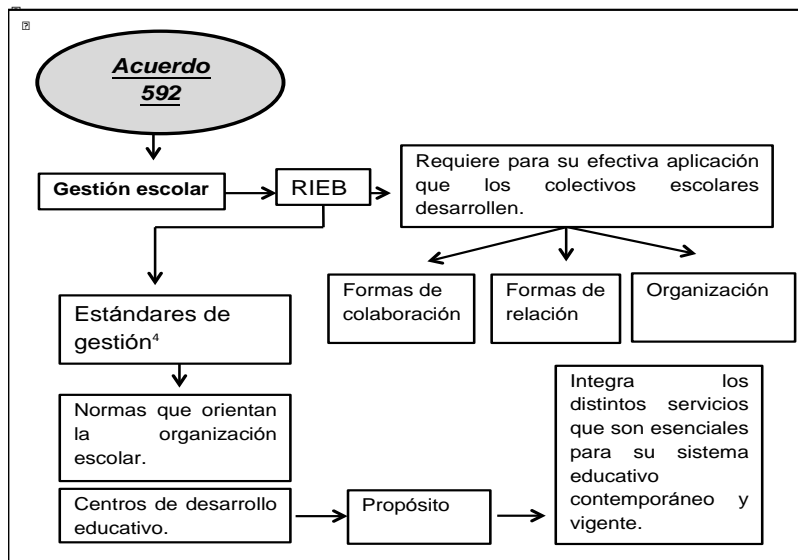 Acuerdo
592
Gestión escolar
RIEB
Requiere para su efectiva aplicación
que los colectivos escolares
desarrollen.
Formas de
colaboración
Formas de
relación
Organización
Estándares de
gestión⁴
Normas que orientan
la organización
escolar.
Centros de desarrollo
educativo.
Propósito
Integra los
distintos servicios
que son esenciales
para su sistema
educativo
contemporáneo y
vigente.